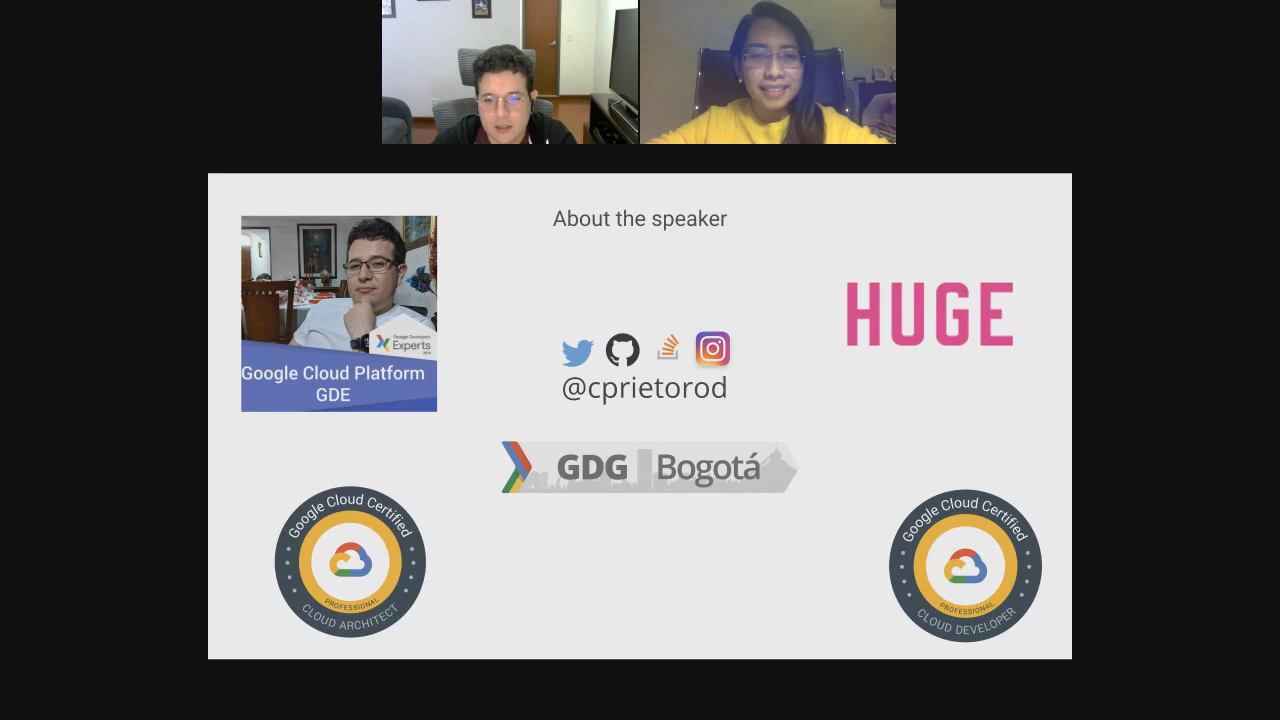 About the speaker
Google Developers
Experts
Google Cloud Platform
GDE
HUGE
@cprietorod
GDG Bogotá
Google Cloud Certified
PROFESSIONAL
CLOUD ARCHITECT
Google Cloud Certified
PROFESSIONAL
CLOUD DEVELOPER